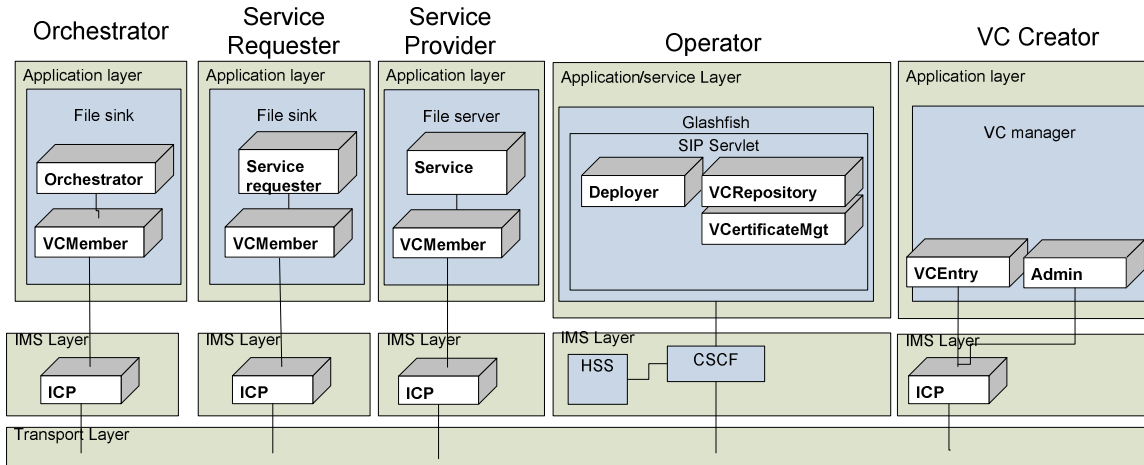 Orchestrator
Service
Requester
Service
Provider
Operator
VC Creator
Application layer
Application layer
Application layer
Application/service Layer
Application layer
File sink
File sink
File server
Glashfish
SIP Servlet
VC manager
Orchestrator
Service
requester
Service
Deployer
VCRepository
VCertificateMgt
VCMember
VCMember
VCMember
VCEntry
Admin
IMS Layer
IMS Layer
IMS Layer
IMS Layer
IMS Layer
HSS
CSCF
ICP
ICP
ICP
ICP
Transport Layer